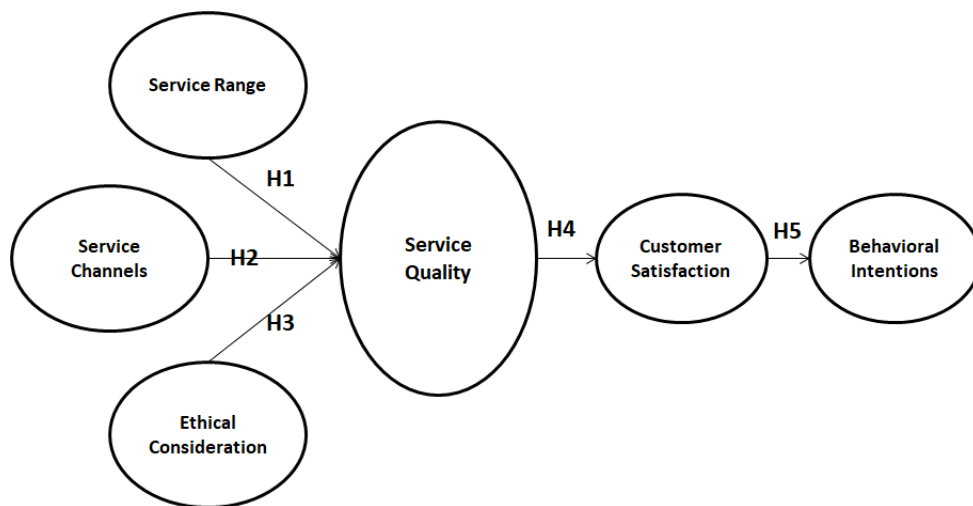 Service Range
H1
Service
Channels
H2
H3
Ethical
Consideration
Service
Quality
H4
Customer
Satisfaction
H5
Behavioral
Intentions